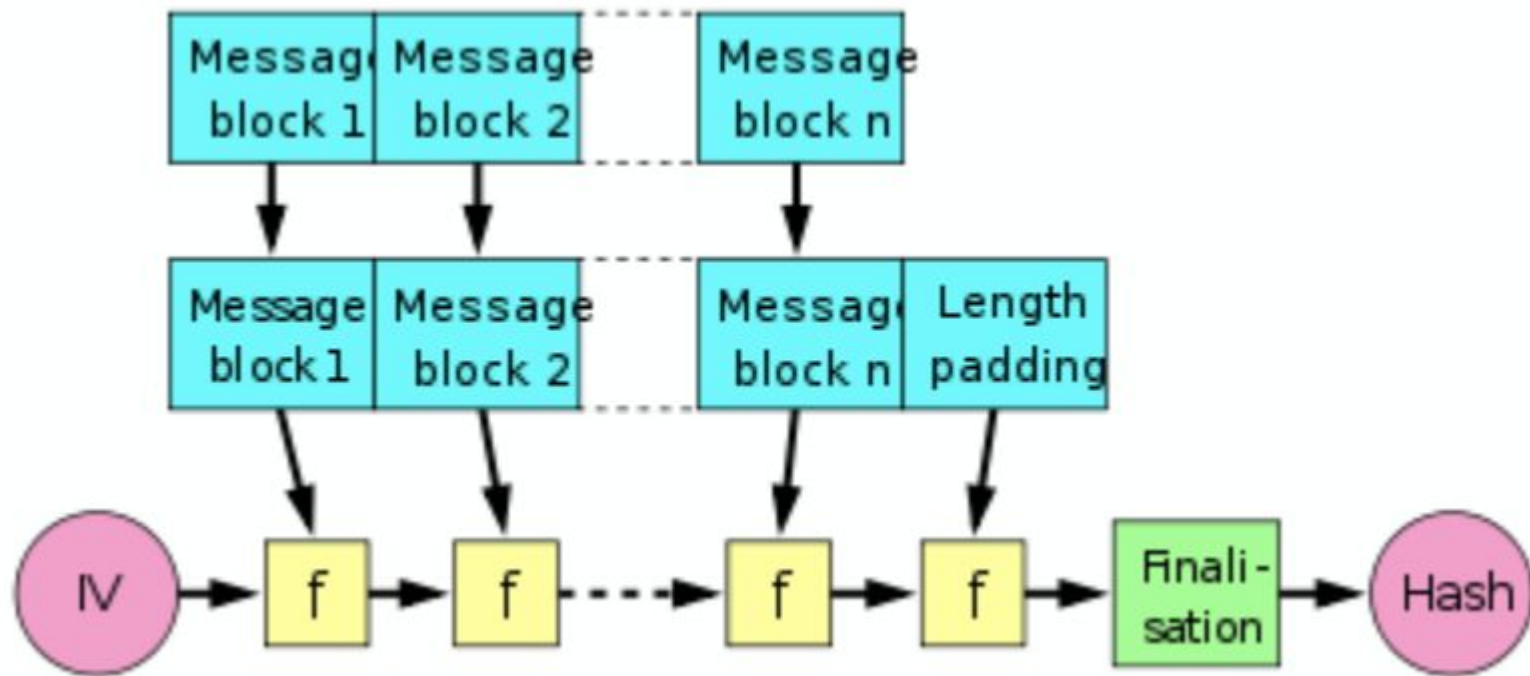 Message block 1
Message block 2
Message block n
Message block 1
Message block 2
Message block n
Length padding
IV
f
f
f
f
Finali-
sation
Hash